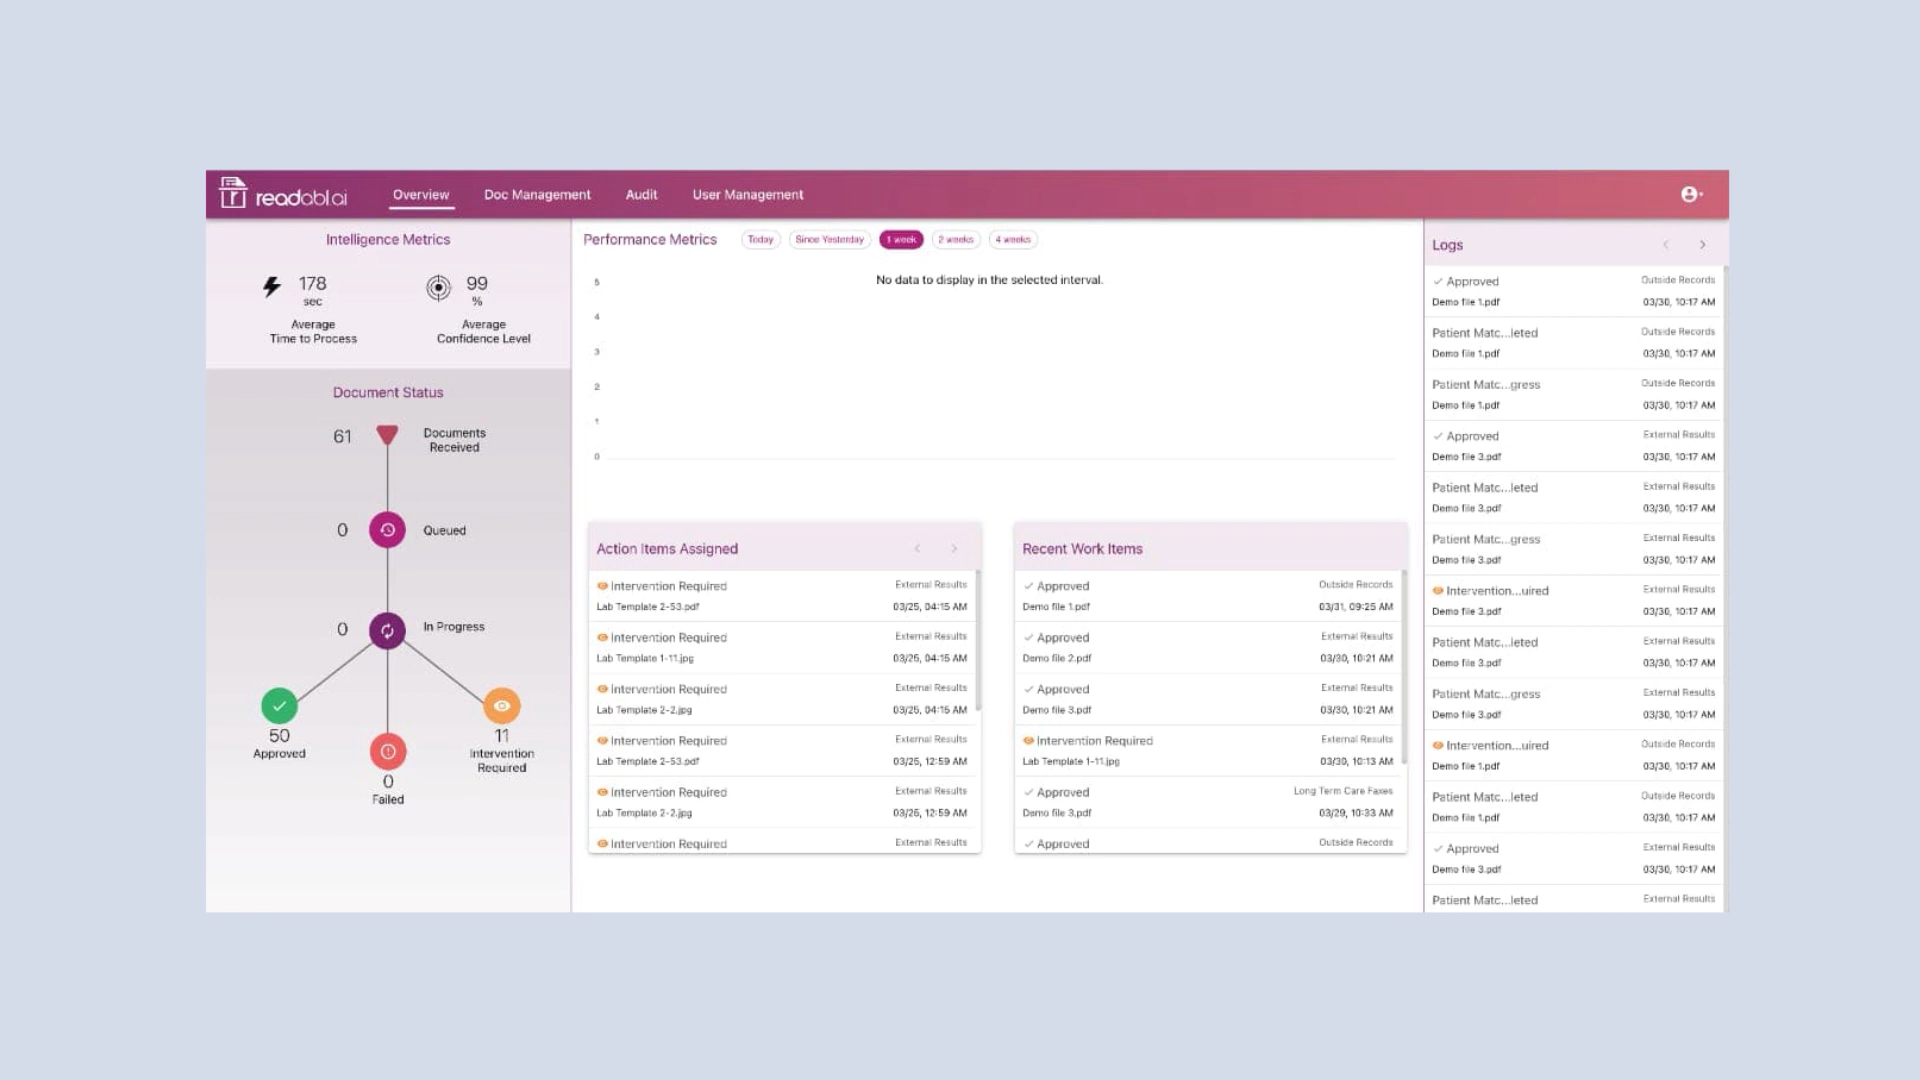 readabl.ai
Overview
Doc Management
Audit
User Management
Intelligence Metrics
178
sec
Average
Time to Process
99
%
Average
Confidence Level
Document Status
61
Documents
Received
0
Queued
0
In Progress
50
Approved
0
Failed
11
Intervention
Required
Performance Metrics
Today
Since Yesterday
1 week
2 weeks
4 weeks
No data to display in the selected interval.
5
4
3
2
1
0
Action Items Assigned
Intervention Required External Results
Lab Template 2-53.pdf 03/25, 04:15 AM
Intervention Required External Results
Lab Template 1-11.jpg 03/25, 04:15 AM
Intervention Required External Results
Lab Template 2-2.jpg 03/25, 04:15 AM
Intervention Required External Results
Lab Template 2-53.pdf 03/25, 12:59 AM
Intervention Required External Results
Lab Template 2-2.jpg 03/25, 12:59 AM
Intervention Required External Results
Recent Work Items
Approved Outside Records
Demo file 1.pdf 03/31, 09:25 AM
Approved External Results
Demo file 2.pdf 03/30, 10:21 AM
Approved External Results
Demo file 3.pdf 03/30, 10:21 AM
Intervention Required External Results
Lab Template 1-11.jpg 03/30, 10:13 AM
Approved Long Term Care Faxes
Demo file 3.pdf 03/29, 10:33 AM
Approved Outside Records
Logs
Approved Outside Records
Demo file 1.pdf 03/30, 10:17 AM
Patient Matc...leted Outside Records
Demo file 1.pdf 03/30, 10:17 AM
Patient Matc...gress Outside Records
Demo file 1.pdf 03/30, 10:17 AM
Approved External Results
Demo file 3.pdf 03/30, 10:17 AM
Patient Matc...leted External Results
Demo file 3.pdf 03/30, 10:17 AM
Patient Matc...gress External Results
Demo file 3.pdf 03/30, 10:17 AM
Intervention...uired External Results
Demo file 3.pdf 03/30, 10:17 AM
Patient Matc...leted External Results
Demo file 3.pdf 03/30, 10:17 AM
Patient Matc...gress External Results
Demo file 3.pdf 03/30, 10:17 AM
Intervention...uired Outside Records
Demo file 1.pdf 03/30, 10:17 AM
Patient Matc...leted Outside Records
Demo file 1.pdf 03/30, 10:17 AM
Approved External Results
Demo file 3.pdf 03/30, 10:17 AM
Patient Matc...leted External Results